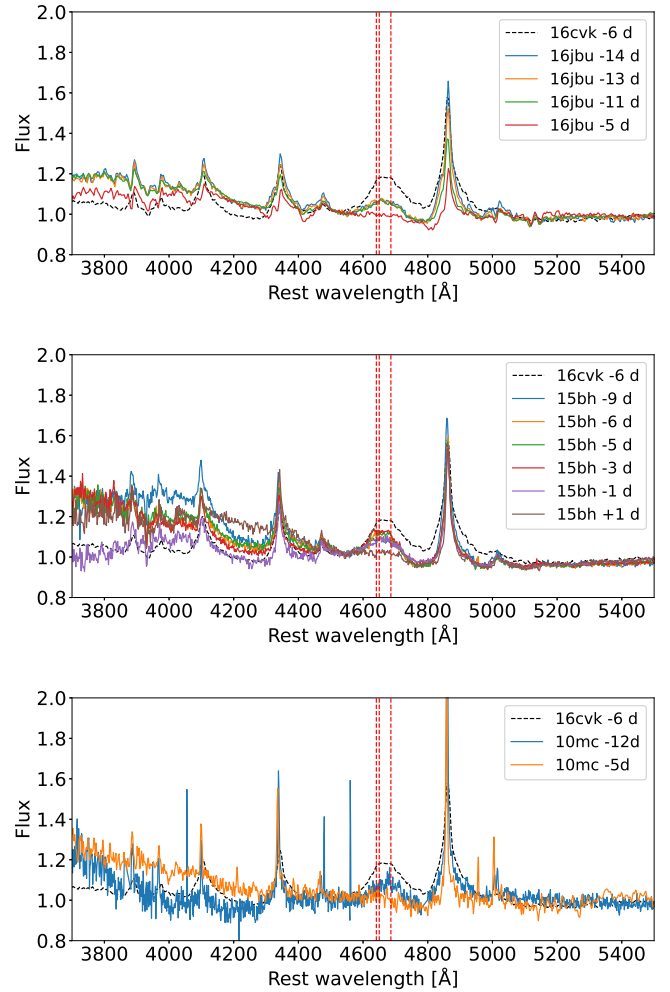 2.0
1.8
1.6
1.4
1.2
1.0
0.8
Flux
16cvk -6 d
16jbu -14 d
16jbu -13 d
16jbu -11 d
16jbu -5 d
3800 4000 4200 4400 4600 4800 5000 5200 5400
Rest wavelength [Å]
2.0
1.8
1.6
1.4
1.2
1.0
0.8
Flux
16cvk -6 d
15bh -9 d
15bh -6 d
15bh -5 d
15bh -3 d
15bh -1 d
15bh +1 d
3800 4000 4200 4400 4600 4800 5000 5200 5400
Rest wavelength [Å]
2.0
1.8
1.6
1.4
1.2
1.0
0.8
Flux
16cvk -6 d
10mc -12d
10mc -5d
3800 4000 4200 4400 4600 4800 5000 5200 5400
Rest wavelength [Å]